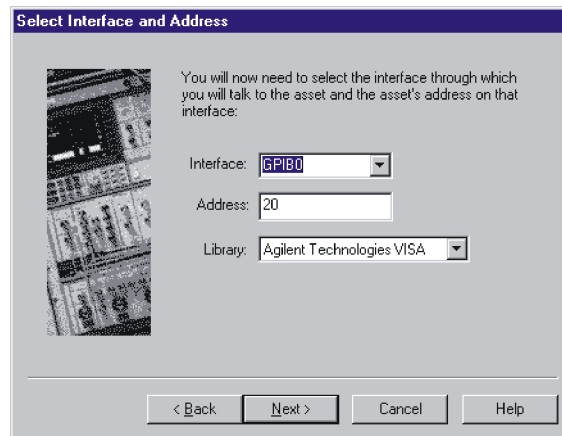 Select Interface and Address
You will now need to select the interface through which
you will talk to the asset and the asset's address on that
interface:
Interface: GPIB0
Address: 20
Library: Agilent Technologies VISA
< Back Next > Cancel Help